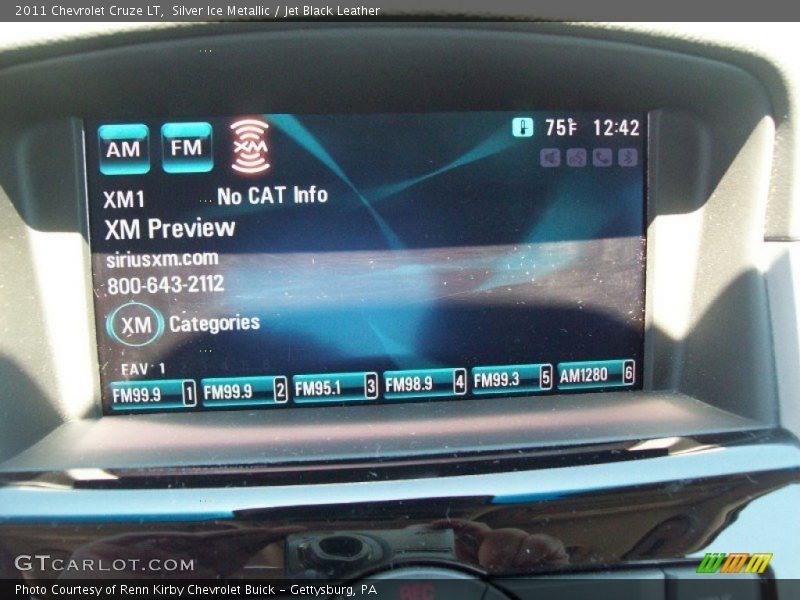 2011 Chevrolet Cruze LT, Silver Ice Metallic / Jet Black Leather
AM FM XM 75°F 12:42
XM1 No CAT Info
XM Preview
siriusxm.com
800-643-2112
XM Categories
FAV 1
FM99.9 1 FM99.9 2 FM95.1 3 FM98.9 4 FM99.3 5 AM1280 6
GTCARLOT.COM
Photo Courtesy of Renn Kirby Chevrolet Buick - Gettysburg, PA